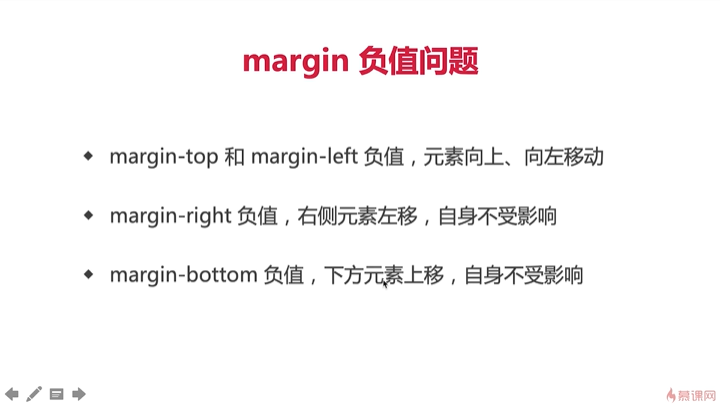 margin 负值问题
margin-top 和 margin-left 负值，元素向上、向左移动
margin-right 负值，右侧元素左移，自身不受影响
margin-bottom 负值，下方元素上移，自身不受影响
慕课网